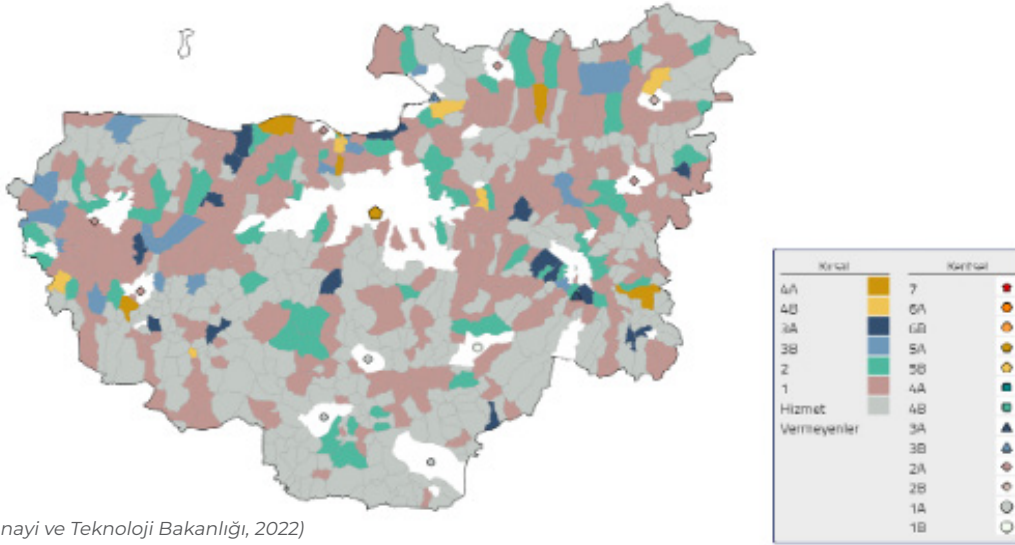 Kırsal
Kentsel
4A
4B
3A
3B
2
1
Hizmet
Vermeyenler
7
6A
6B
5A
5B
4A
4B
3A
3B
2A
2B
1A
1B
nayi ve Teknoloji Bakanlığı, 2022)